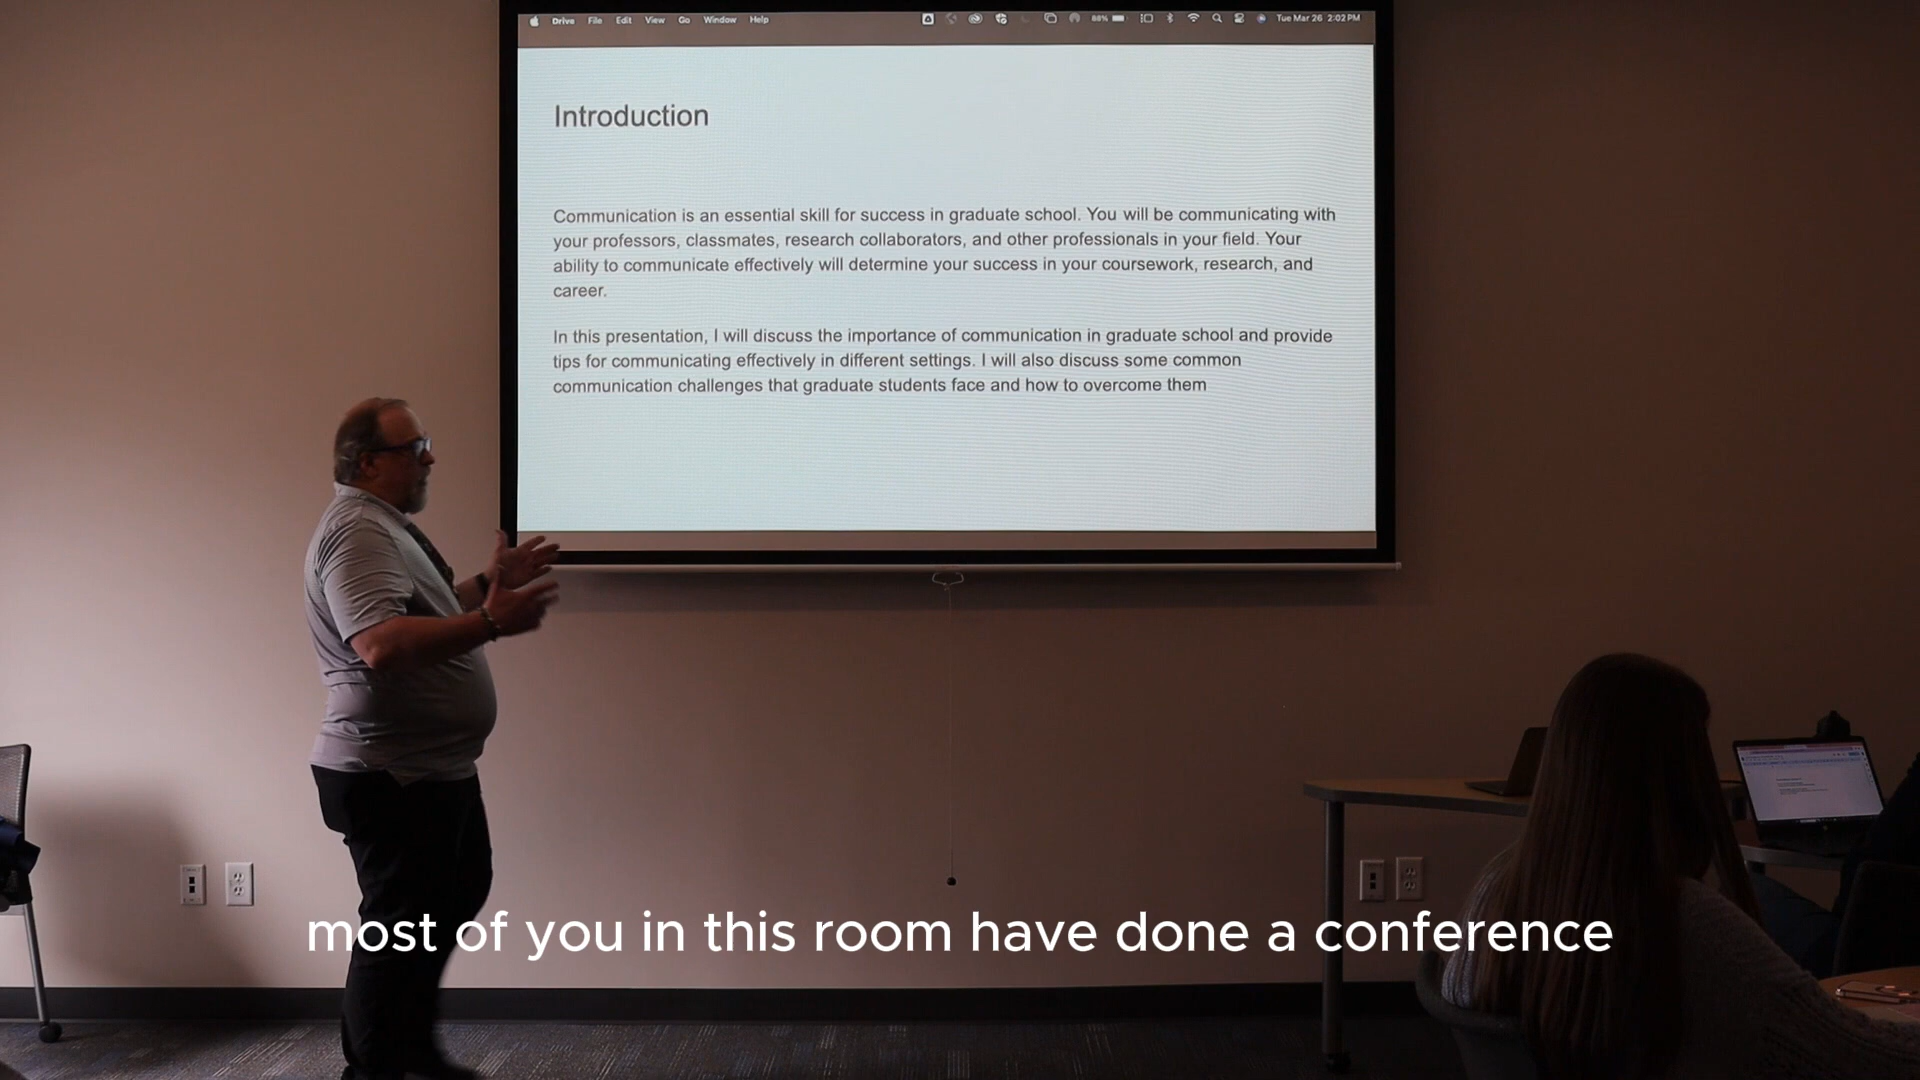 Drive File Edit View Go Window Help 88% Tue Mar 26 2:02 PM
Introduction
Communication is an essential skill for success in graduate school. You will be communicating with
your professors, classmates, research collaborators, and other professionals in your field. Your
ability to communicate effectively will determine your success in your coursework, research, and
career.
In this presentation, I will discuss the importance of communication in graduate school and provide
tips for communicating effectively in different settings. I will also discuss some common
communication challenges that graduate students face and how to overcome them
most of you in this room have done a conference